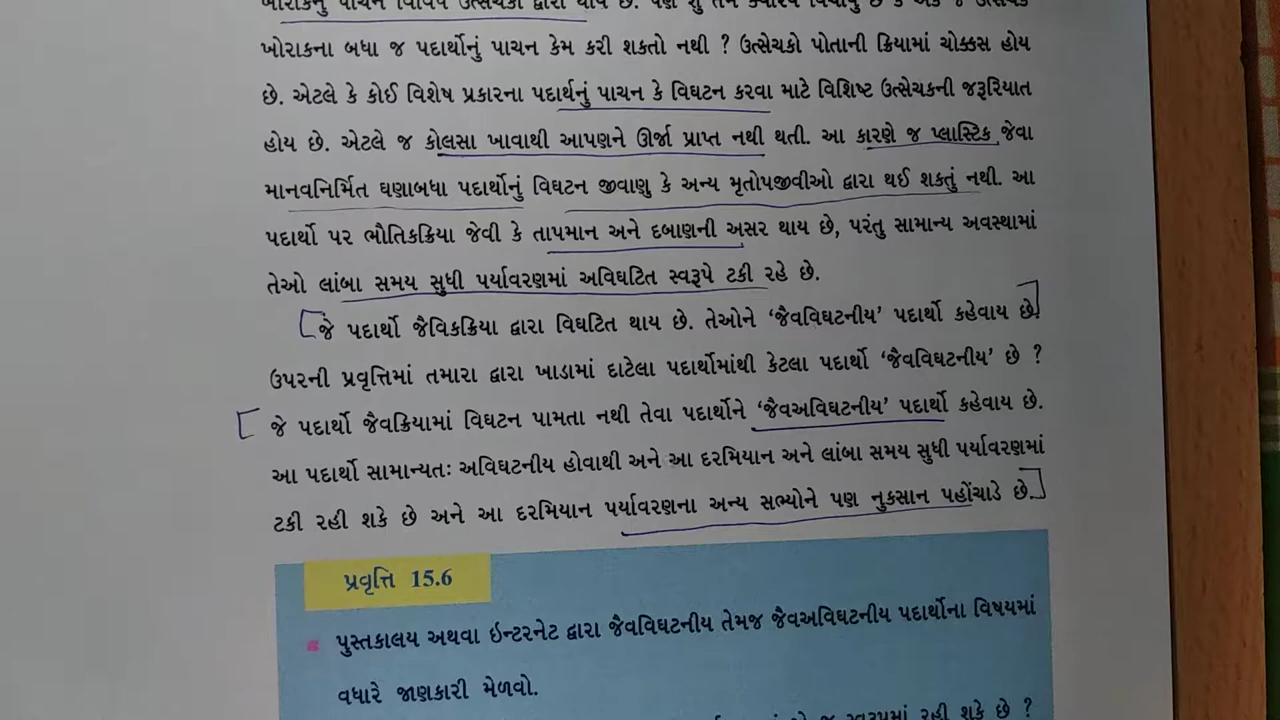 ખોરાકના બધા જ પદાર્થોનું પાચન કેમ કરી શકતો નથી ? ઉત્સેચકો પોતાની ક્રિયામાં ચોક્કસ હોય
છે. એટલે કે કોઈ વિશેષ પ્રકારના પદાર્થનું પાચન કે વિઘટન કરવા માટે વિશિષ્ટ ઉત્સેચકની જરૂરિયાત
હોય છે. એટલે જ કોલસા ખાવાથી આપણને ઊર્જા પ્રાપ્ત નથી થતી. આ કારણે જ પ્લાસ્ટિક જેવા
માનવનિર્મિત ઘણાબધા પદાર્થોનું વિઘટન જીવાણુ કે અન્ય મૃતોપજીવીઓ દ્વારા થઈ શકતું નથી. આ
પદાર્થો પર ભૌતિકક્રિયા જેવી કે તાપમાન અને દબાણની અસર થાય છે, પરંતુ સામાન્ય અવસ્થામાં
તેઓ લાંબા સમય સુધી પર્યાવરણમાં અવિઘટિત સ્વરૂપે ટકી રહે છે.
જે પદાર્થો જૈવિકક્રિયા દ્વારા વિઘટિત થાય છે. તેઓને ‘જૈવવિઘટનીય’ પદાર્થો કહેવાય છે.
ઉપરની પ્રવૃત્તિમાં તમારા દ્વારા ખાડામાં દાટેલા પદાર્થોમાંથી કેટલા પદાર્થો ‘જૈવવિઘટનીય’ છે ?
જે પદાર્થો જૈવક્રિયામાં વિઘટન પામતા નથી તેવા પદાર્થોને ‘જૈવઅવિઘટનીય’ પદાર્થો કહેવાય છે.
આ પદાર્થો સામાન્યતઃ અવિઘટનીય હોવાથી અને આ દરમિયાન અને લાંબા સમય સુધી પર્યાવરણમાં
ટકી રહી શકે છે અને આ દરમિયાન પર્યાવરણના અન્ય સભ્યોને પણ નુકસાન પહોંચાડે છે.
પ્રવૃત્તિ 15.6
પુસ્તકાલય અથવા ઇન્ટરનેટ દ્વારા જૈવવિઘટનીય તેમજ જૈવઅવિઘટનીય પદાર્થોના વિષયમાં
વધારે જાણકારી મેળવો.
રહી શકે છે ?